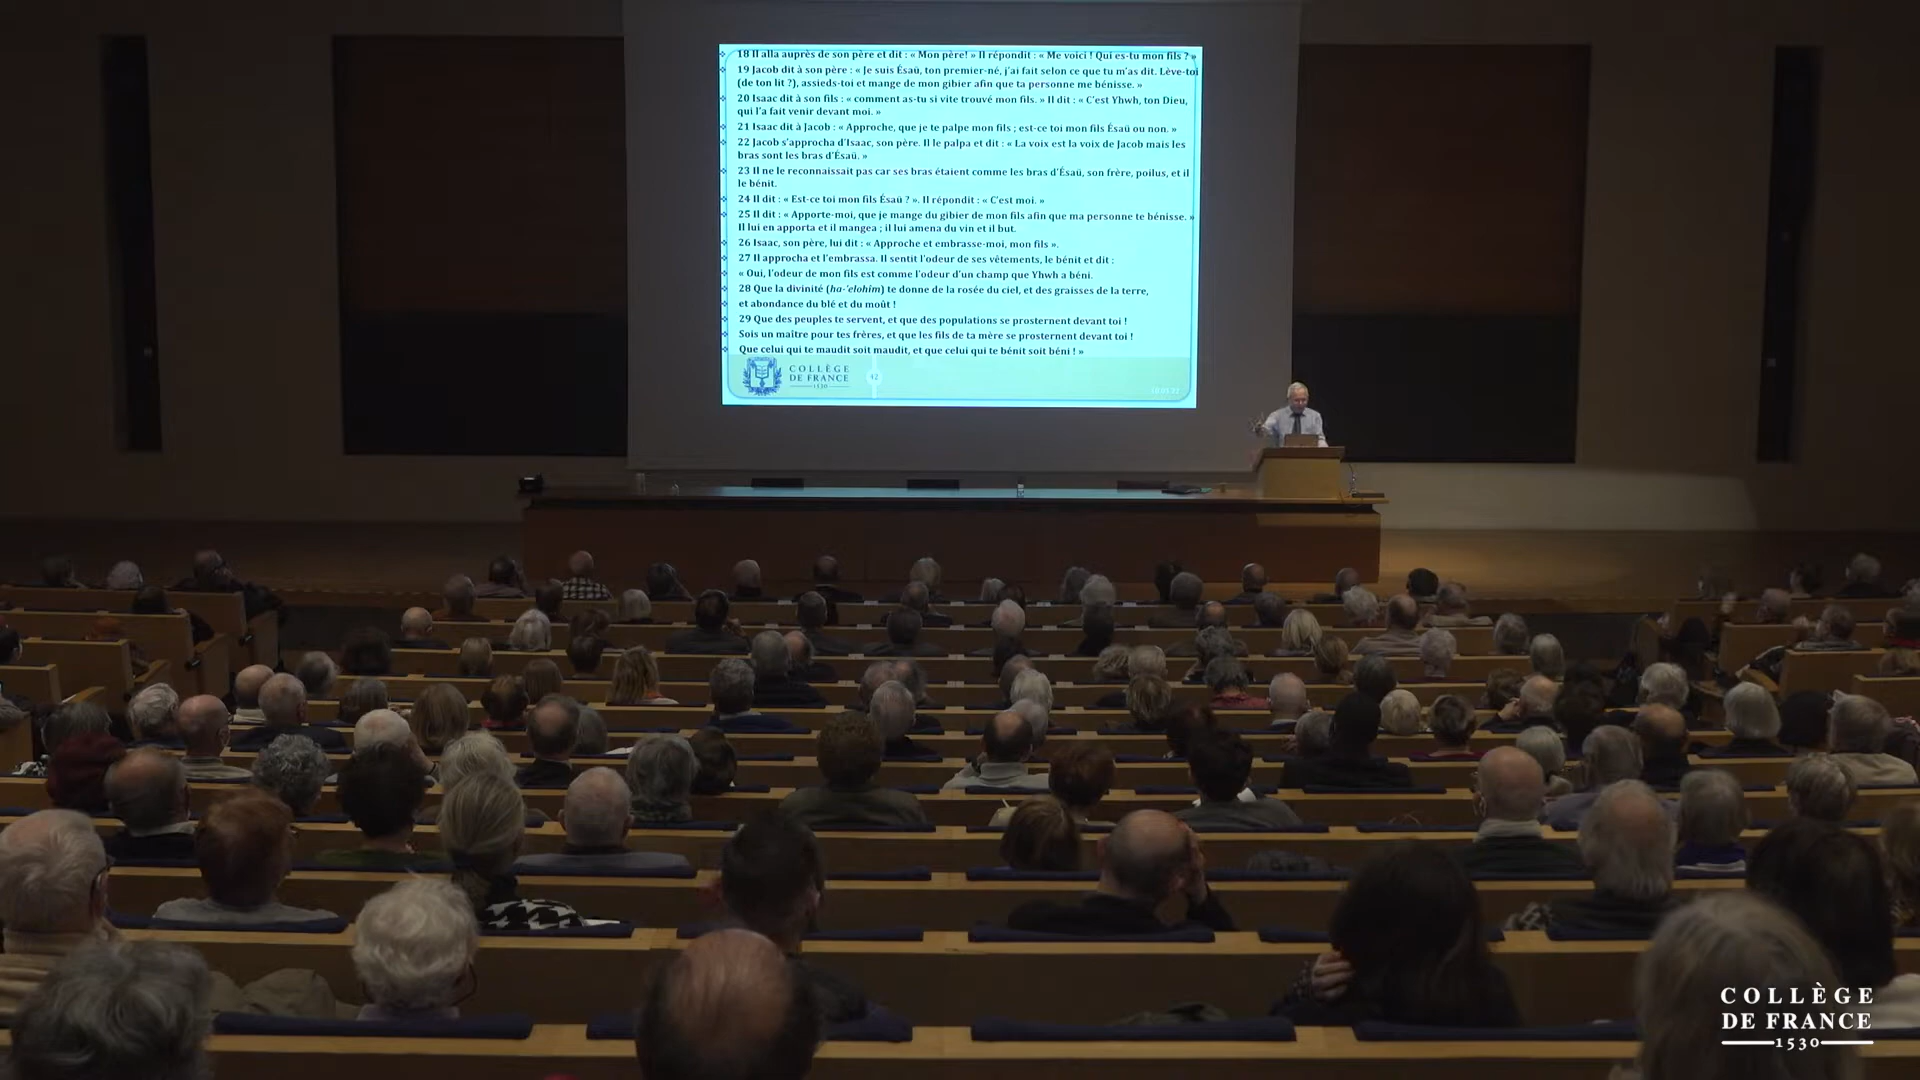 18 Il alla auprès de son père et dit : « Mon père! » Il répondit : « Me voici ! Qui es-tu mon fils ? »
19 Jacob dit à son père : « Je suis Ésaü, ton premier-né, j'ai fait selon ce que tu m'as dit. Lève-toi
(de ton lit ?), assieds-toi et mange de mon gibier afin que ta personne me bénisse. »
20 Isaac dit à son fils : « comment as-tu si vite trouvé mon fils. » Il dit : « C'est Yhwh, ton Dieu,
qui l'a fait venir devant moi. »
21 Isaac dit à Jacob : « Approche, que je te palpe mon fils ; est-ce toi mon fils Ésaü ou non. »
22 Jacob s'approcha d'Isaac, son père. Il le palpa et dit : « La voix est la voix de Jacob mais les
bras sont les bras d'Ésaü. »
23 Il ne le reconnaissait pas car ses bras étaient comme les bras d'Ésaü, son frère, poilus, et il
le bénit.
24 Il dit : « Est-ce toi mon fils Ésaü ? ». Il répondit : « C'est moi. »
25 Il dit : « Apporte-moi, que je mange du gibier de mon fils afin que ma personne te bénisse. »
Il lui en apporta et il mangea ; il lui amena du vin et il but.
26 Isaac, son père, lui dit : « Approche et embrasse-moi, mon fils ».
27 Il approcha et l'embrassa. Il sentit l'odeur de ses vêtements, le bénit et dit :
« Oui, l'odeur de mon fils est comme l'odeur d'un champ que Yhwh a béni.
28 Que la divinité (ha-'elohîm) te donne de la rosée du ciel, et des graisses de la terre,
et abondance du blé et du moût !
29 Que des peuples te servent, et que des populations se prosternent devant toi !
Sois un maître pour tes frères, et que les fils de ta mère se prosternent devant toi !
Que celui qui te maudit soit maudit, et que celui qui te bénit soit béni ! »
COLLÈGE
DE FRANCE
1530
42
COLLÈGE
DE FRANCE
1530